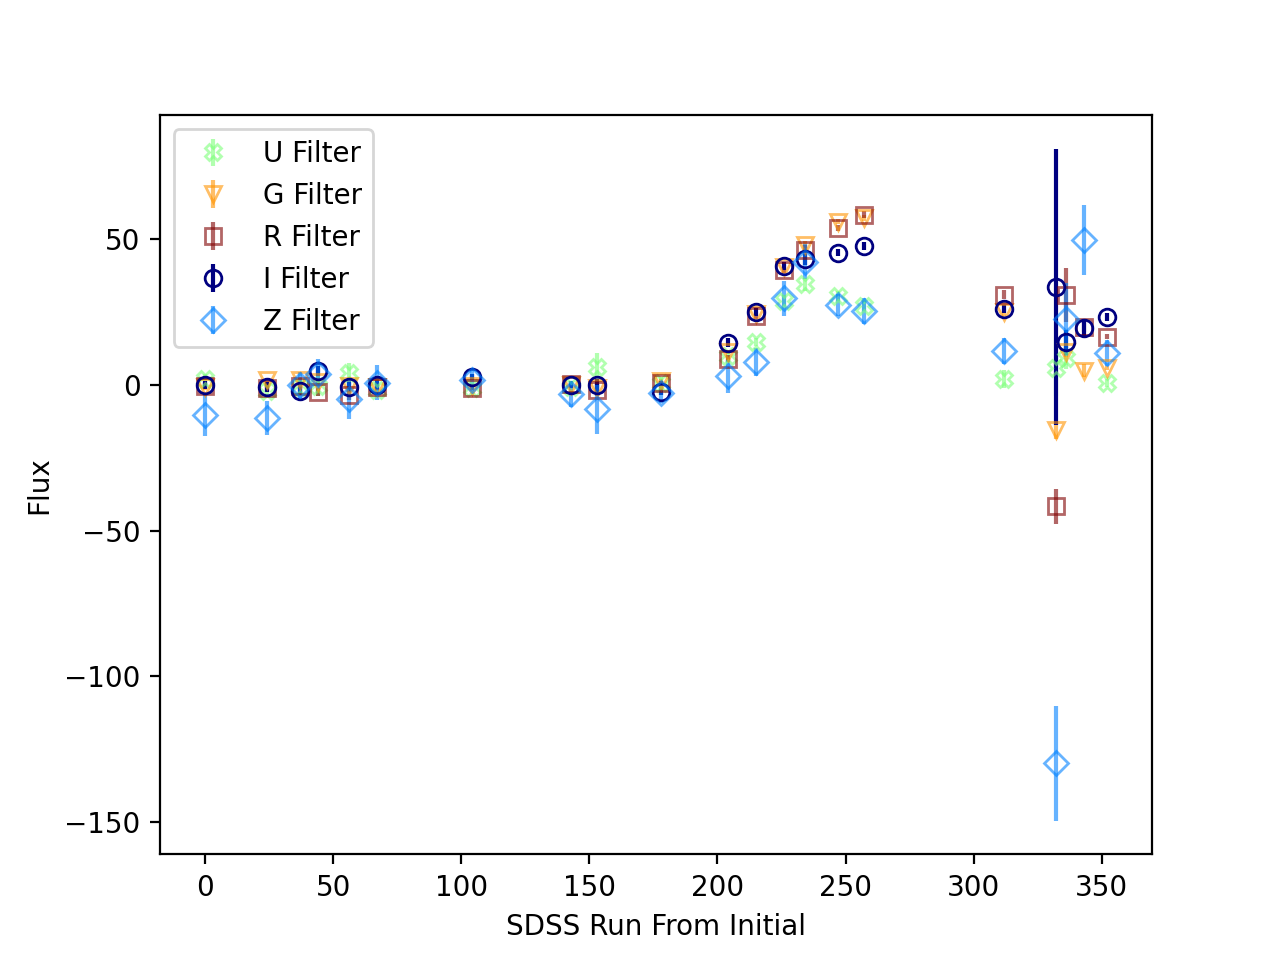 U Filter
G Filter
R Filter
I Filter
Z Filter
50
0
−50
−100
−150
Flux
0 50 100 150 200 250 300 350
SDSS Run From Initial